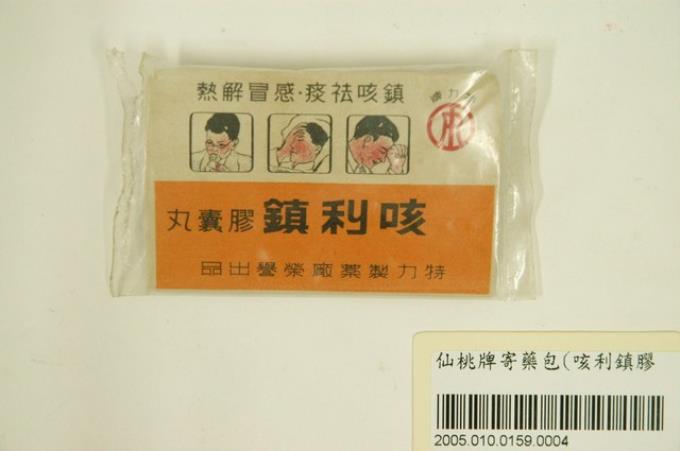 鎮咳祛痰·感冒解熱
咳利鎮膠囊丸
特力製藥廠榮譽出品
仙桃牌寄藥包(咳利鎮膠
2005.010.0159.0004